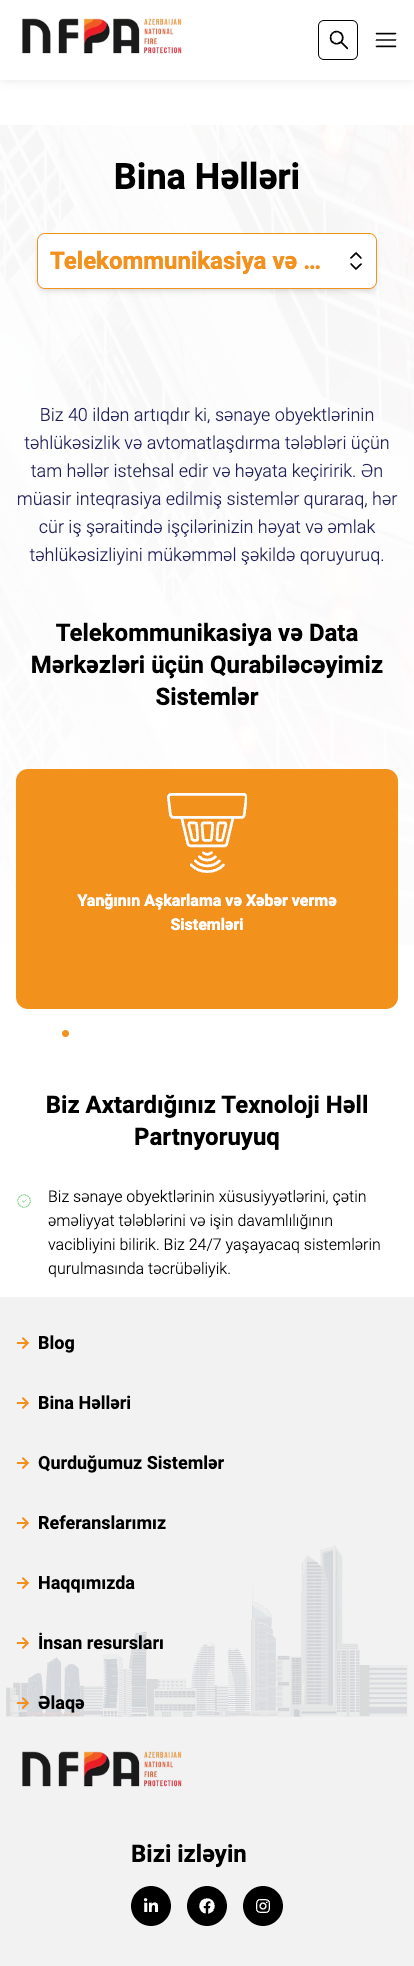 NFPA AZERBAIJAN
NATIONAL
FIRE
PROTECTION
Bina Həlləri
Telekommunikasiya və ...
Biz 40 ildən artıqdır ki, sənaye obyektlərinin
təhlükəsizlik və avtomatlaşdırma tələbləri üçün
tam həllər istehsal edir və həyata keçiririk. Ən
müasir inteqrasiya edilmiş sistemlər quraraq, hər
cür iş şəraitində işçilərinizin həyat və əmlak
təhlükəsizliyini mükəmməl şəkildə qoruyuruq.
Telekommunikasiya və Data
Mərkəzləri üçün Qurabiləcəyimiz
Sistemlər
Yanğının Aşkarlama və Xəbər vermə
Sistemləri
Biz Axtardığınız Texnoloji Həll
Partnyoruyuq
Biz sənaye obyektlərinin xüsusiyyətlərini, çətin
əməliyyat tələblərini və işin davamlılığının
vacibliyini bilirik. Biz 24/7 yaşayacaq sistemlərin
qurulmasında təcrübəliyik.
Blog
Bina Həlləri
Qurduğumuz Sistemlər
Referanslarımız
Haqqımızda
İnsan resursları
Əlaqə
NFPA AZERBAIJAN
NATIONAL
FIRE
PROTECTION
Bizi izləyin